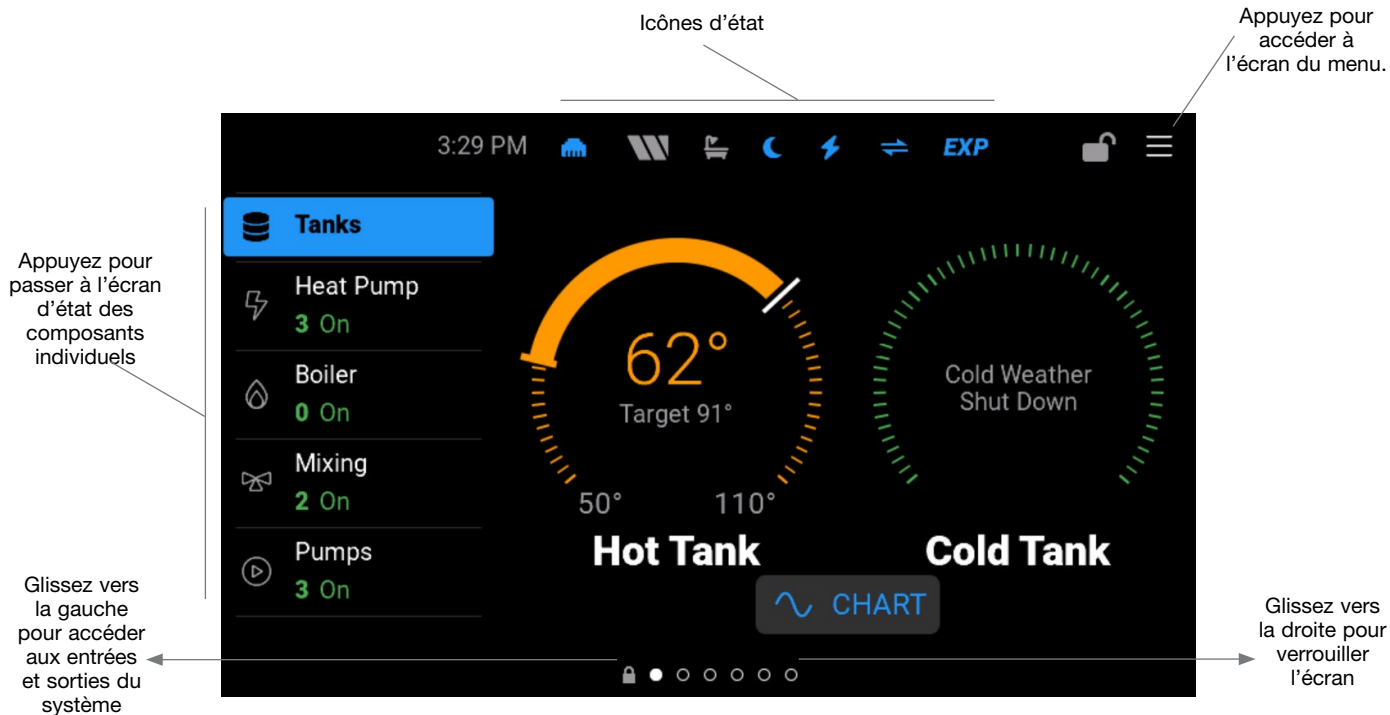 Icônes d’état
Appuyez pour
accéder à
l’écran du menu.
3:29 PM
EXP
Appuyez pour
passer à l’écran
d’état des
composants
individuels
Tanks
Heat Pump
3 On
Boiler
0 On
Mixing
2 On
Pumps
3 On
62°
Target 91°
50°
110°
Hot Tank
Cold Weather
Shut Down
Cold Tank
CHART
Glissez vers
la gauche
pour accéder
aux entrées
et sorties du
système
Glissez vers
la droite pour
verrouiller
l’écran